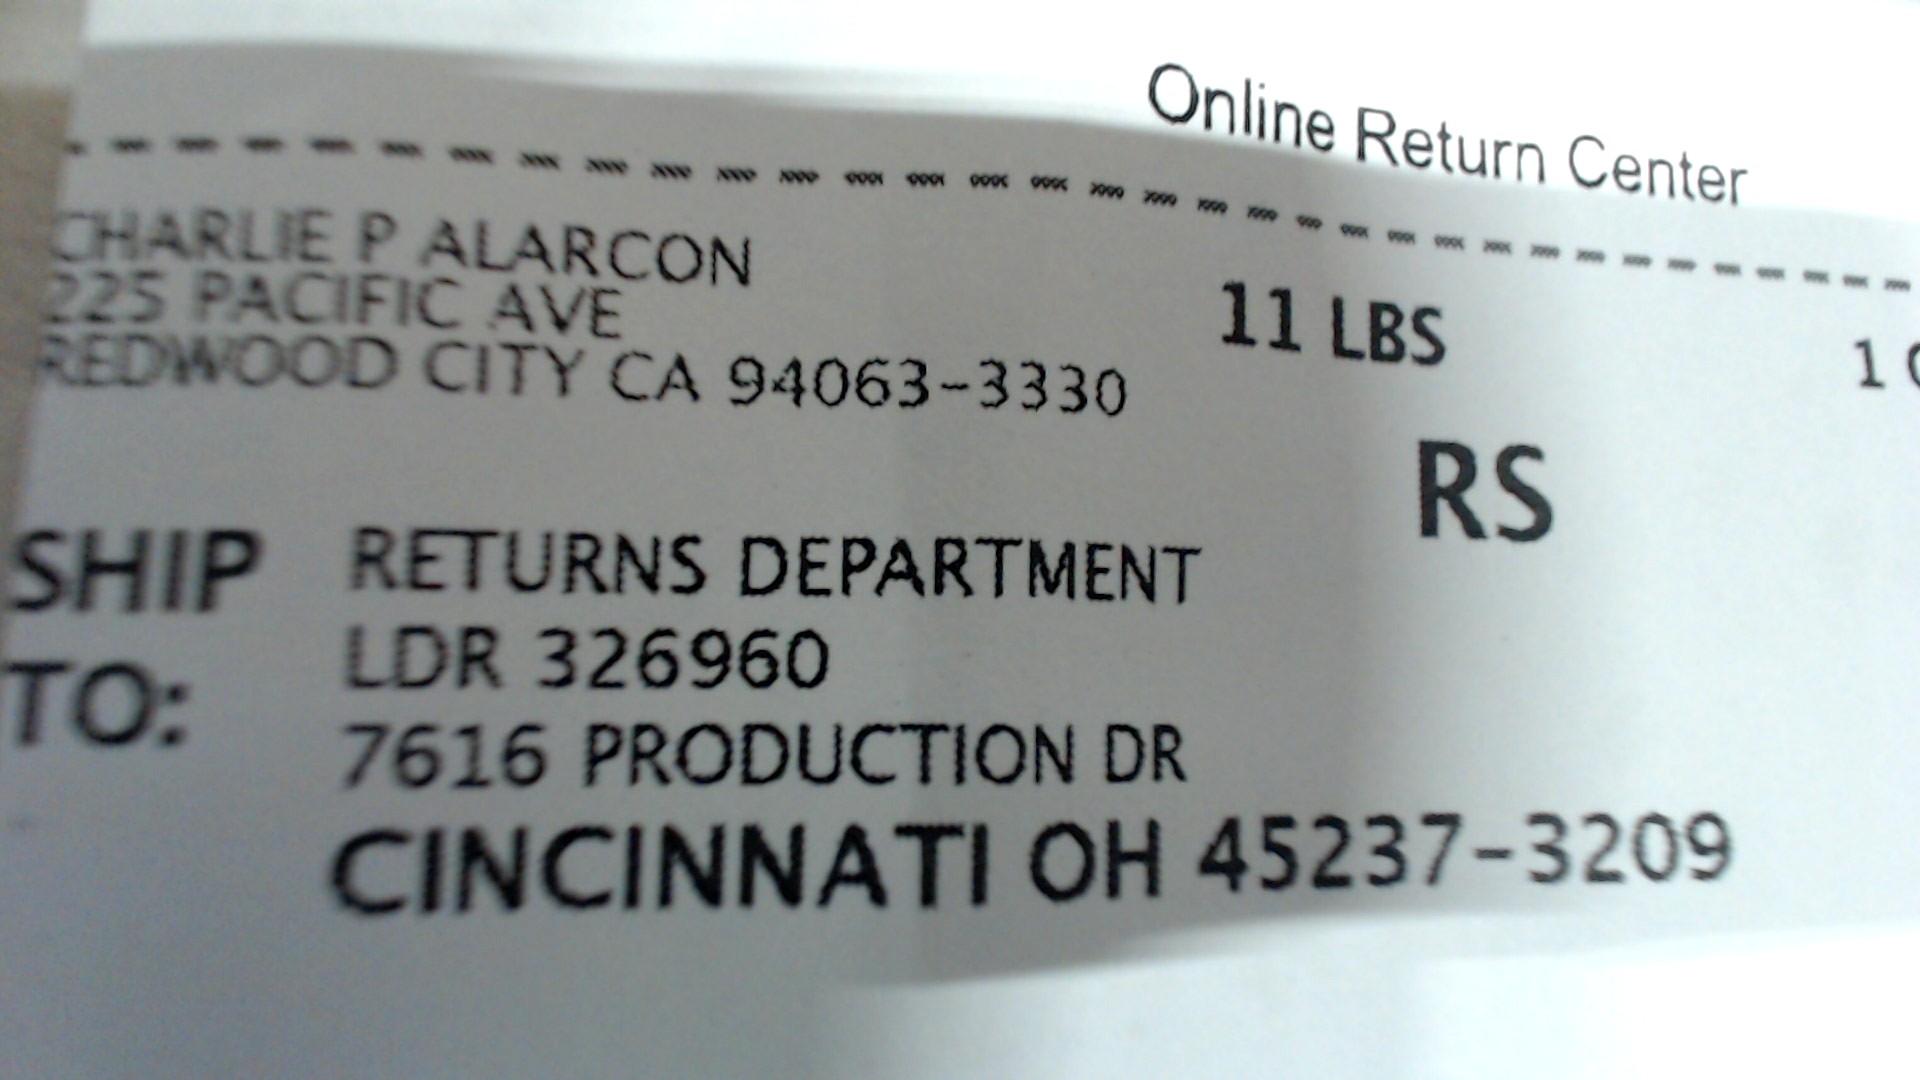 Online Return Center
CHARLIE P ALARCON
225 PACIFIC AVE
REDWOOD CITY CA 94063-3330
11 LBS
1
RS
SHIP TO:
RETURNS DEPARTMENT
LDR 326960
7616 PRODUCTION DR
CINCINNATI OH 45237-3209